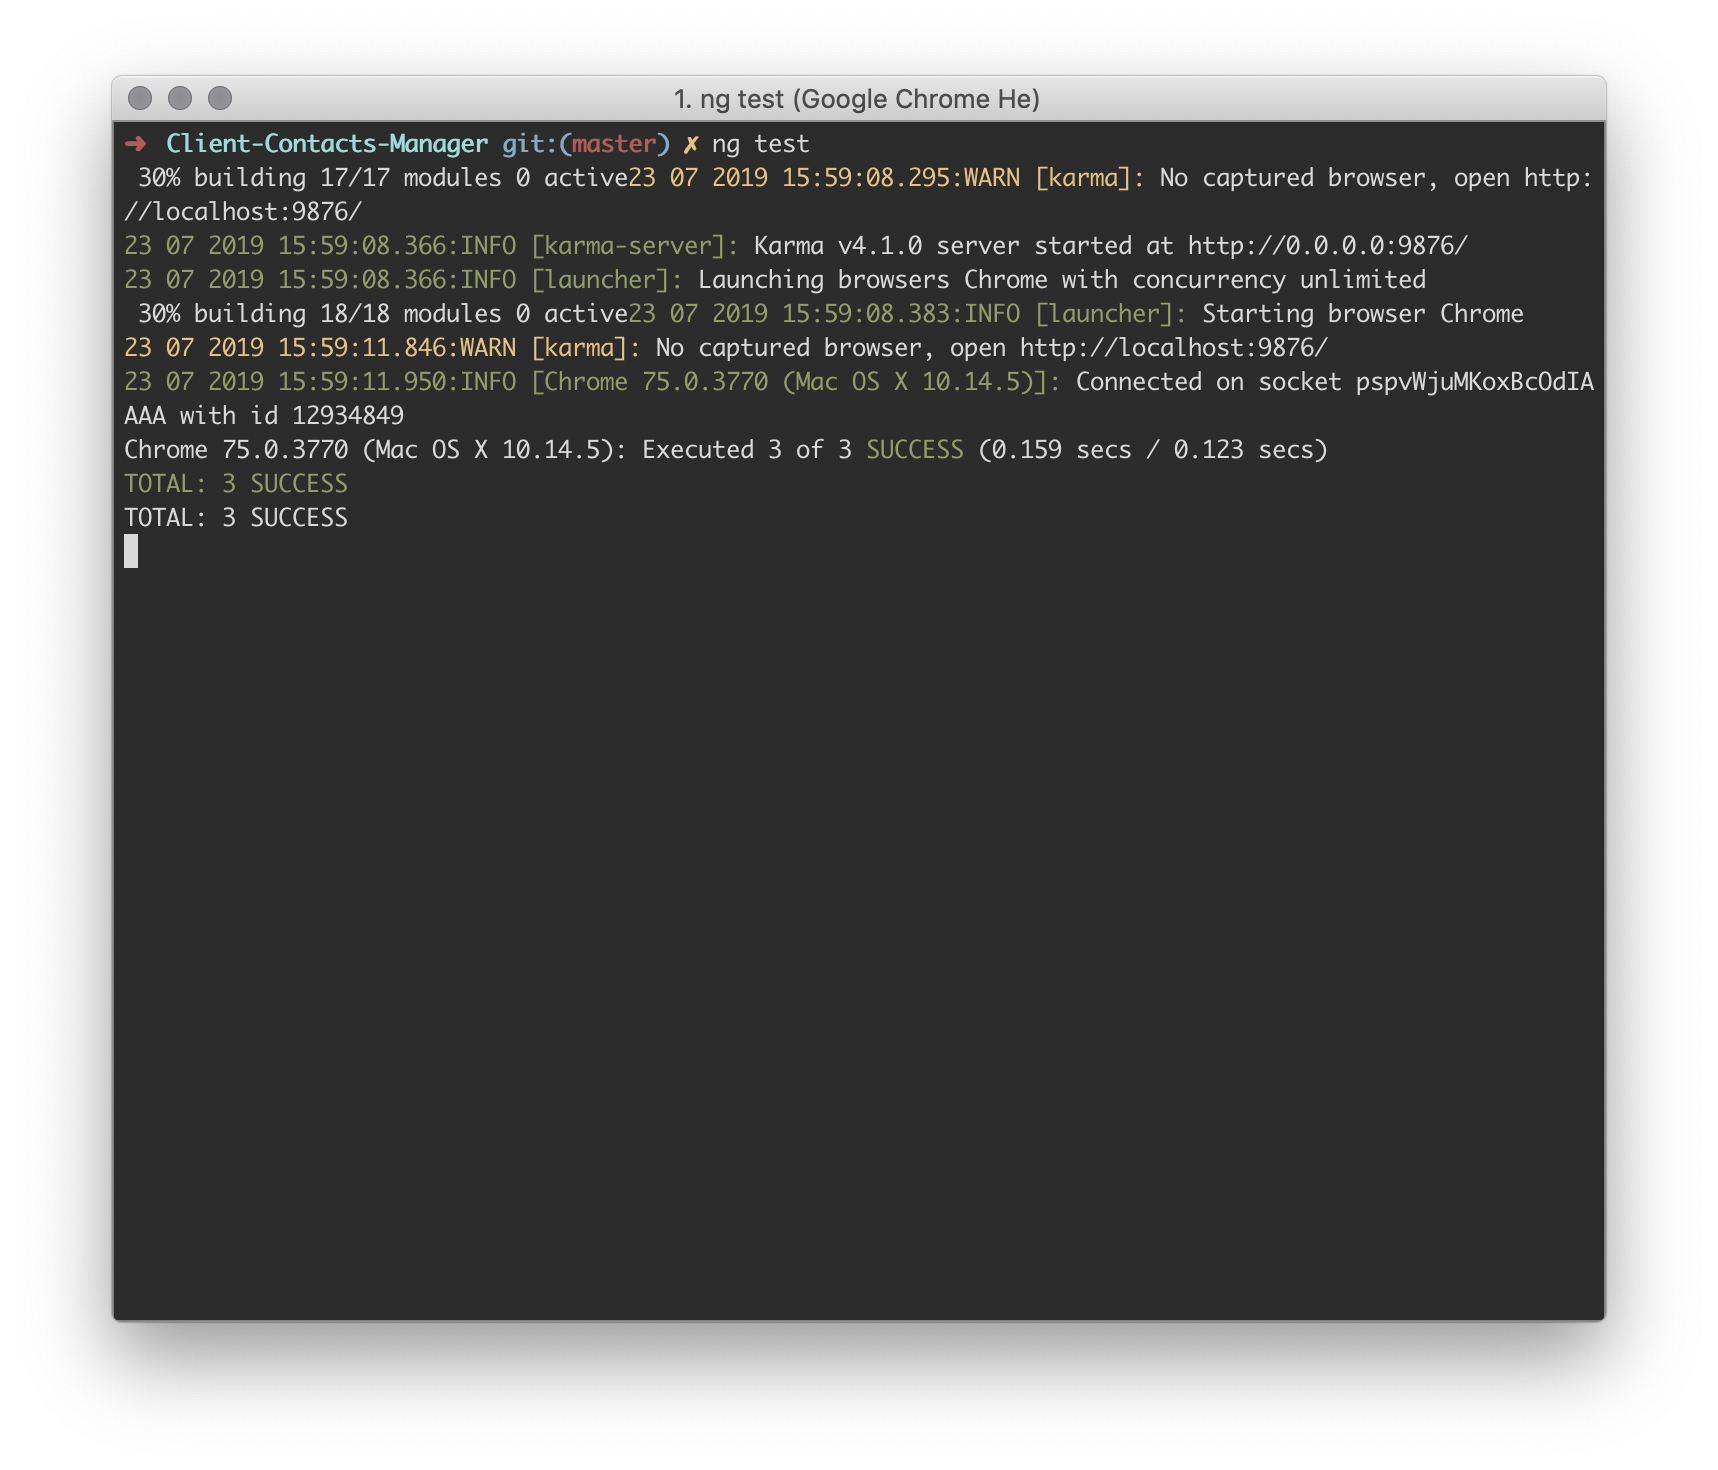 1. ng test (Google Chrome He)
➜ Client-Contacts-Manager git:(master) ✗ ng test
30% building 17/17 modules 0 active23 07 2019 15:59:08.295:WARN [karma]: No captured browser, open http:
//localhost:9876/
23 07 2019 15:59:08.366:INFO [karma-server]: Karma v4.1.0 server started at http://0.0.0.0:9876/
23 07 2019 15:59:08.366:INFO [launcher]: Launching browsers Chrome with concurrency unlimited
30% building 18/18 modules 0 active23 07 2019 15:59:08.383:INFO [launcher]: Starting browser Chrome
23 07 2019 15:59:11.846:WARN [karma]: No captured browser, open http://localhost:9876/
23 07 2019 15:59:11.950:INFO [Chrome 75.0.3770 (Mac OS X 10.14.5)]: Connected on socket pspvWjuMKoxBcOdIA
AAA with id 12934849
Chrome 75.0.3770 (Mac OS X 10.14.5): Executed 3 of 3 SUCCESS (0.159 secs / 0.123 secs)
TOTAL: 3 SUCCESS
TOTAL: 3 SUCCESS